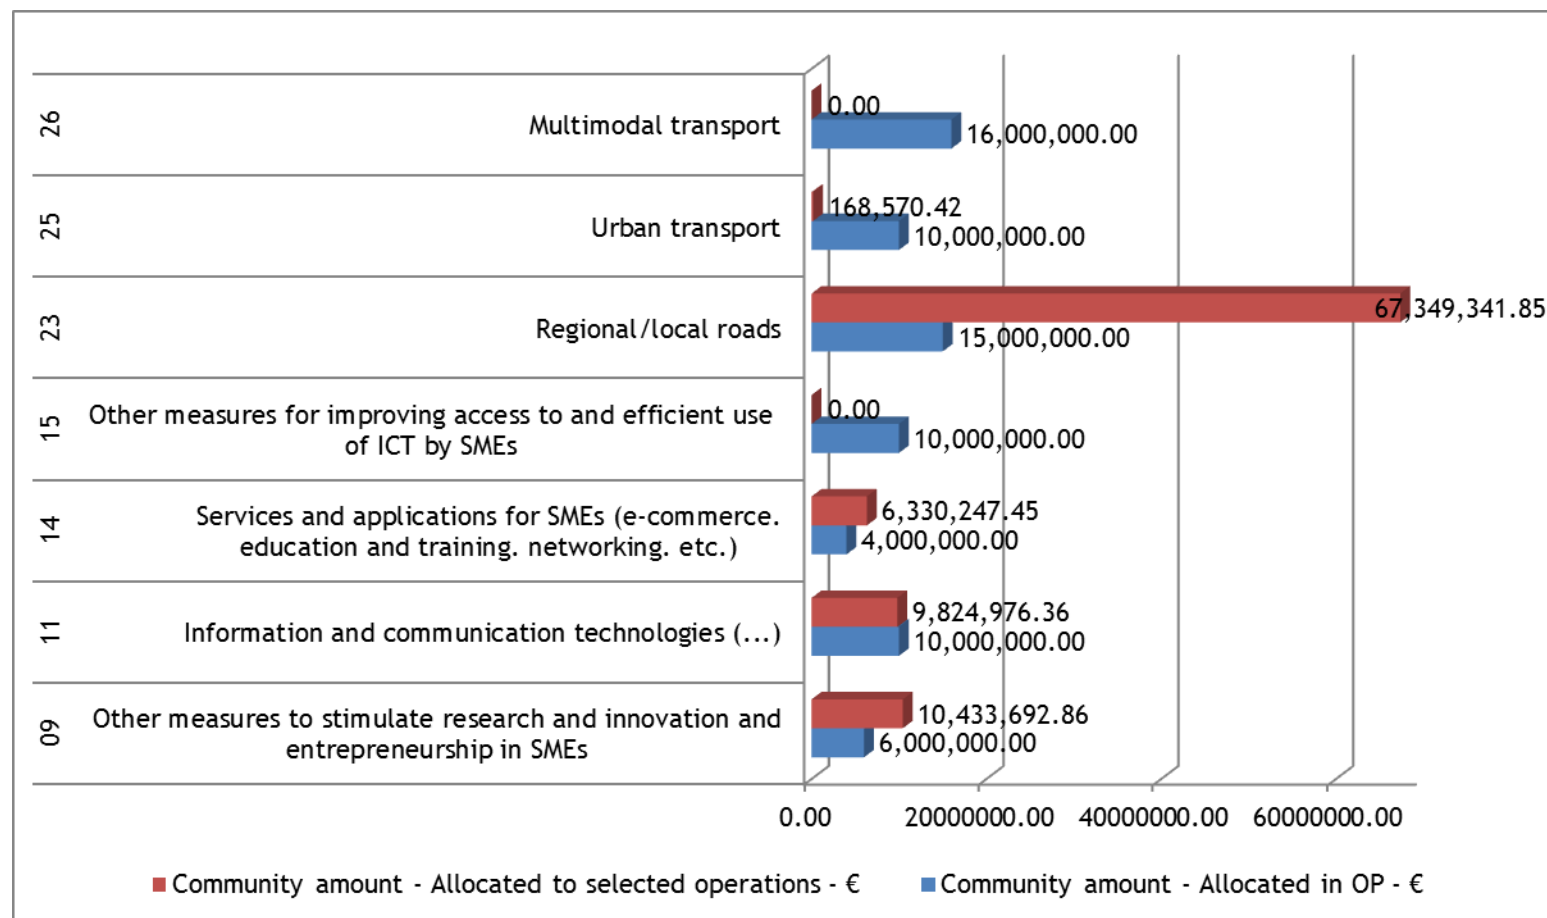 26
Multimodal transport
0.00
16,000,000.00
25
Urban transport
168,570.42
10,000,000.00
23
Regional/local roads
67,349,341.85
15,000,000.00
15
Other measures for improving access to and efficient use
of ICT by SMEs
0.00
10,000,000.00
14
Services and applications for SMEs (e-commerce.
education and training. networking. etc.)
6,330,247.45
4,000,000.00
11
Information and communication technologies (...)
9,824,976.36
10,000,000.00
09
Other measures to stimulate research and innovation and
entrepreneurship in SMEs
10,433,692.86
6,000,000.00
0.00 20000000.00 40000000.00 60000000.00
Community amount - Allocated to selected operations - € Community amount - Allocated in OP - €